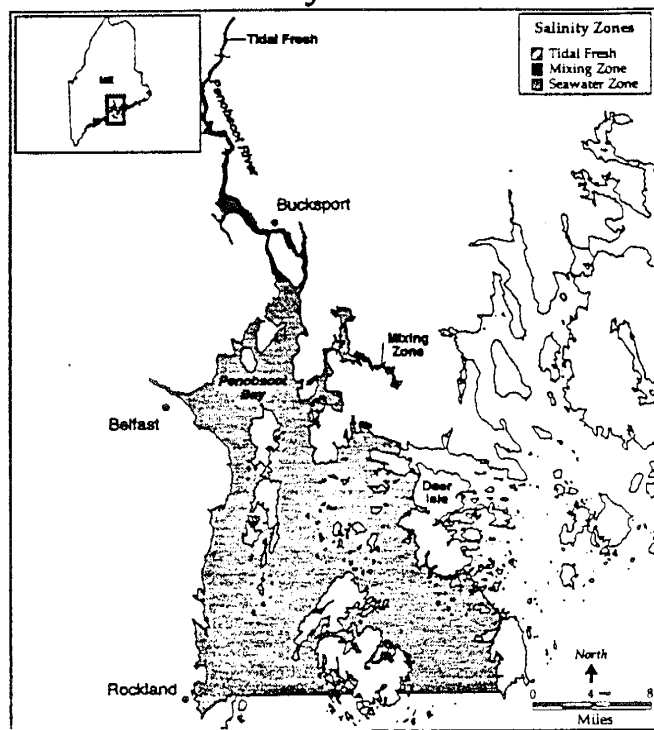 Tidal Fresh
Salinity Zones
Tidal Fresh
Mixing Zone
Seawater Zone
ME
Penobscot River
Bucksport
Mixing
Zone
Penobscot
Bay
Belfast
Deer
Isle
North
Rockland
0 4 8
Miles